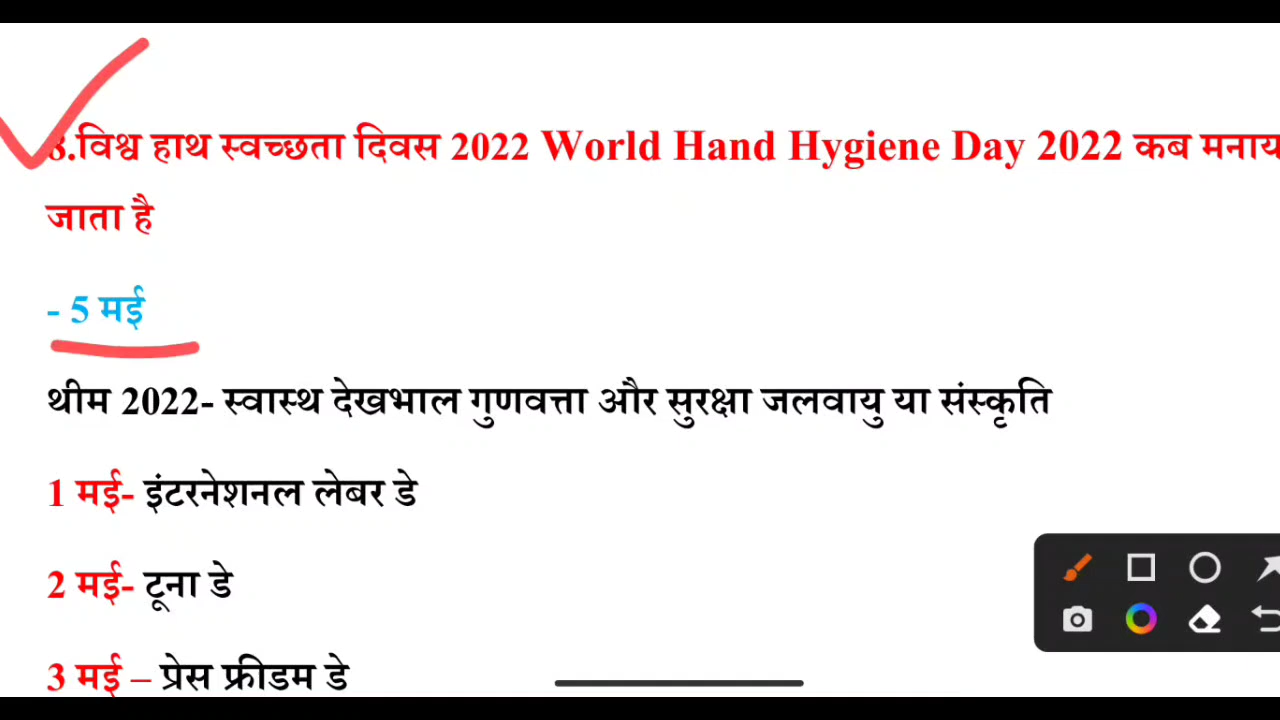 8.विश्व हाथ स्वच्छता दिवस 2022 World Hand Hygiene Day 2022 कब मनाय
जाता है
- 5 मई
थीम 2022- स्वास्थ देखभाल गुणवत्ता और सुरक्षा जलवायु या संस्कृति
1 मई- इंटरनेशनल लेबर डे
2 मई- टूना डे
3 मई – प्रेस फ्रीडम डे